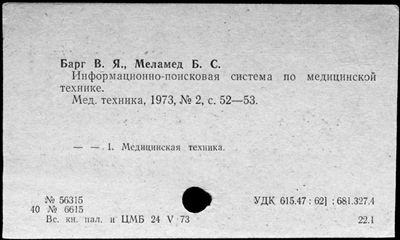 Барг В. Я., Меламед Б. С.
Информационно-поисковая система по медицинской
технике.
Мед. техника, 1973, № 2, с. 52—53.
— — 1. Медицинская техника.
№ 56315
40 № 6615
Вс. кн. пал. и ЦМБ 24 V 73
УДК 615.47 : 62] : 681.327.4
22.1